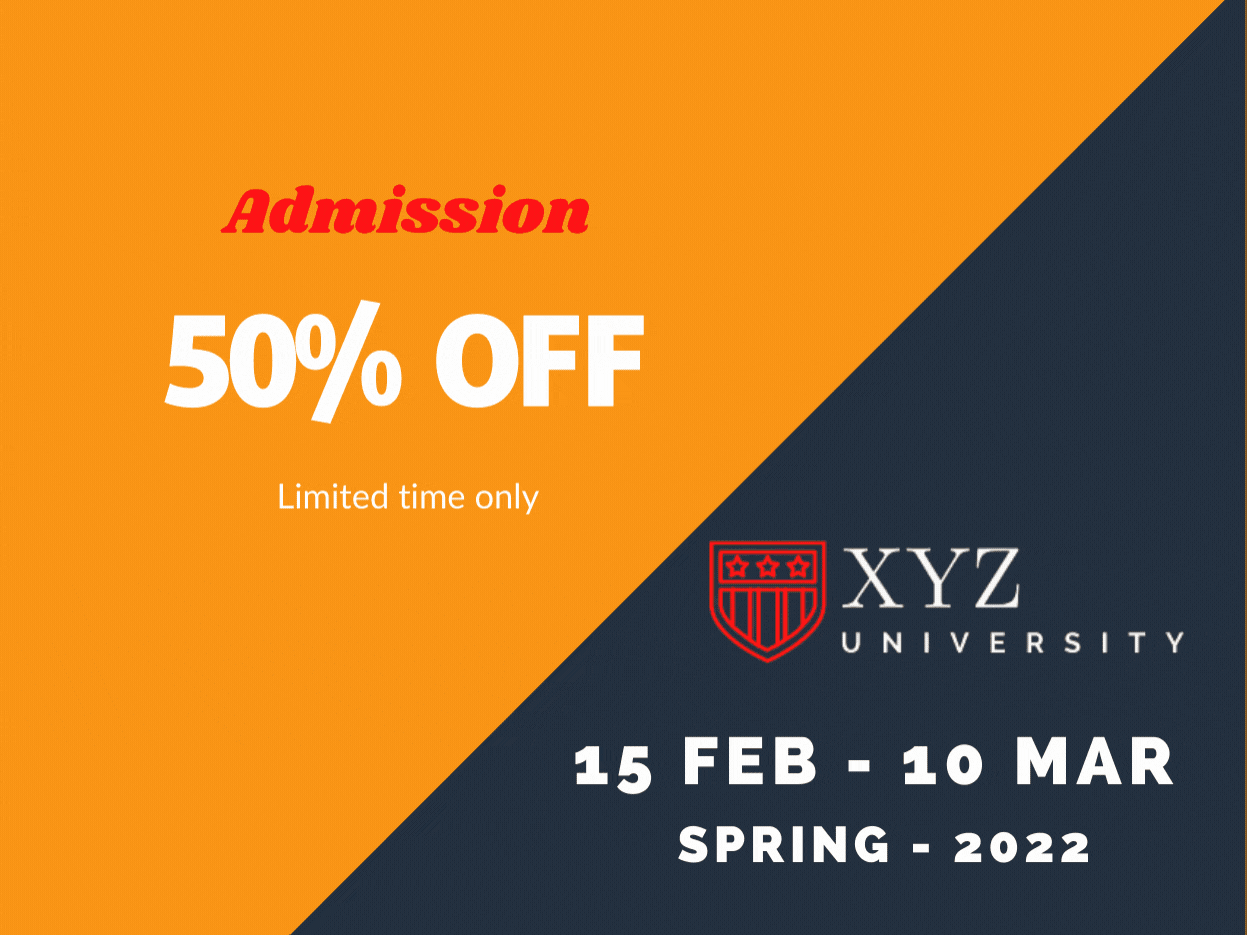 Admission
50% OFF
Limited time only
XYZ
UNIVERSITY
15 FEB - 10 MAR
SPRING - 2022